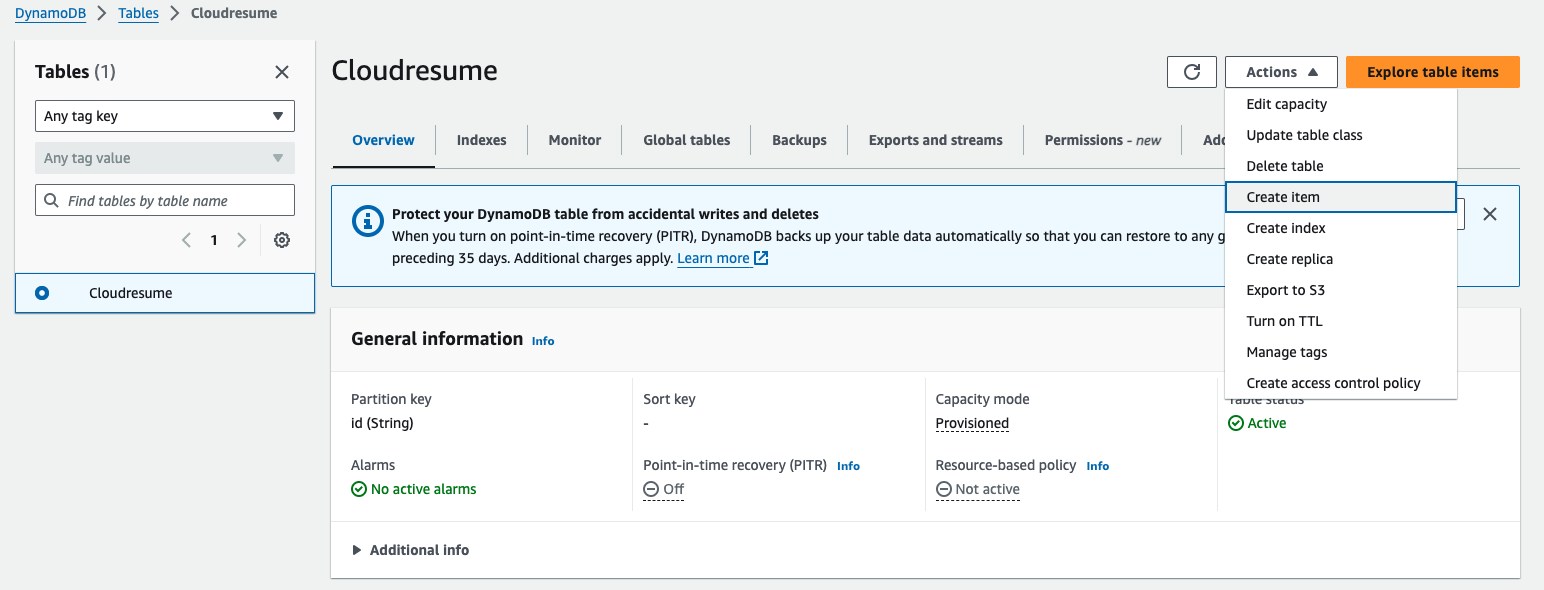 DynamoDB > Tables > Cloudresume
Tables (1)
Any tag key
Any tag value
Find tables by table name
1
Cloudresume
Cloudresume
Actions
Explore table items
Edit capacity
Update table class
Delete table
Create item
Create index
Create replica
Export to S3
Turn on TTL
Manage tags
Create access control policy
Overview
Indexes
Monitor
Global tables
Backups
Exports and streams
Permissions - new
Protect your DynamoDB table from accidental writes and deletes
When you turn on point-in-time recovery (PITR), DynamoDB backs up your table data automatically so that you can restore to any
preceding 35 days. Additional charges apply. Learn more
General information Info
Partition key
id (String)
Sort key
-
Capacity mode
Provisioned
Table status
Active
Alarms
No active alarms
Point-in-time recovery (PITR) Info
Off
Resource-based policy Info
Not active
Additional info